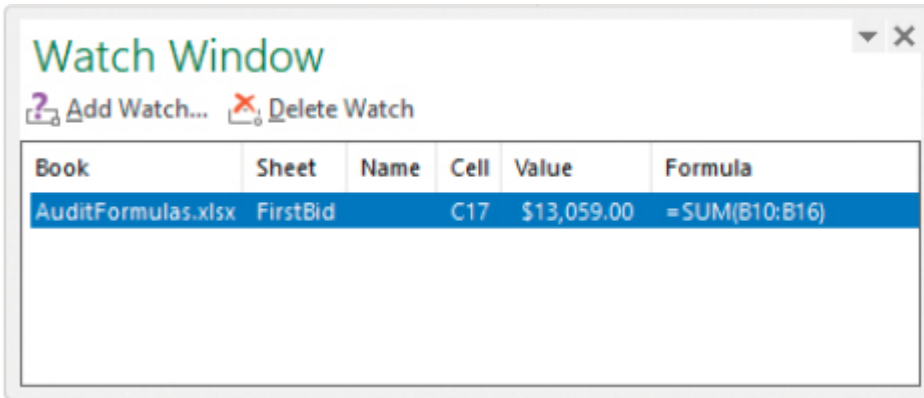 Watch Window
Add Watch... Delete Watch
Book Sheet Name Cell Value Formula
AuditFormulas.xlsx FirstBid C17 $13,059.00 =SUM(B10:B16)